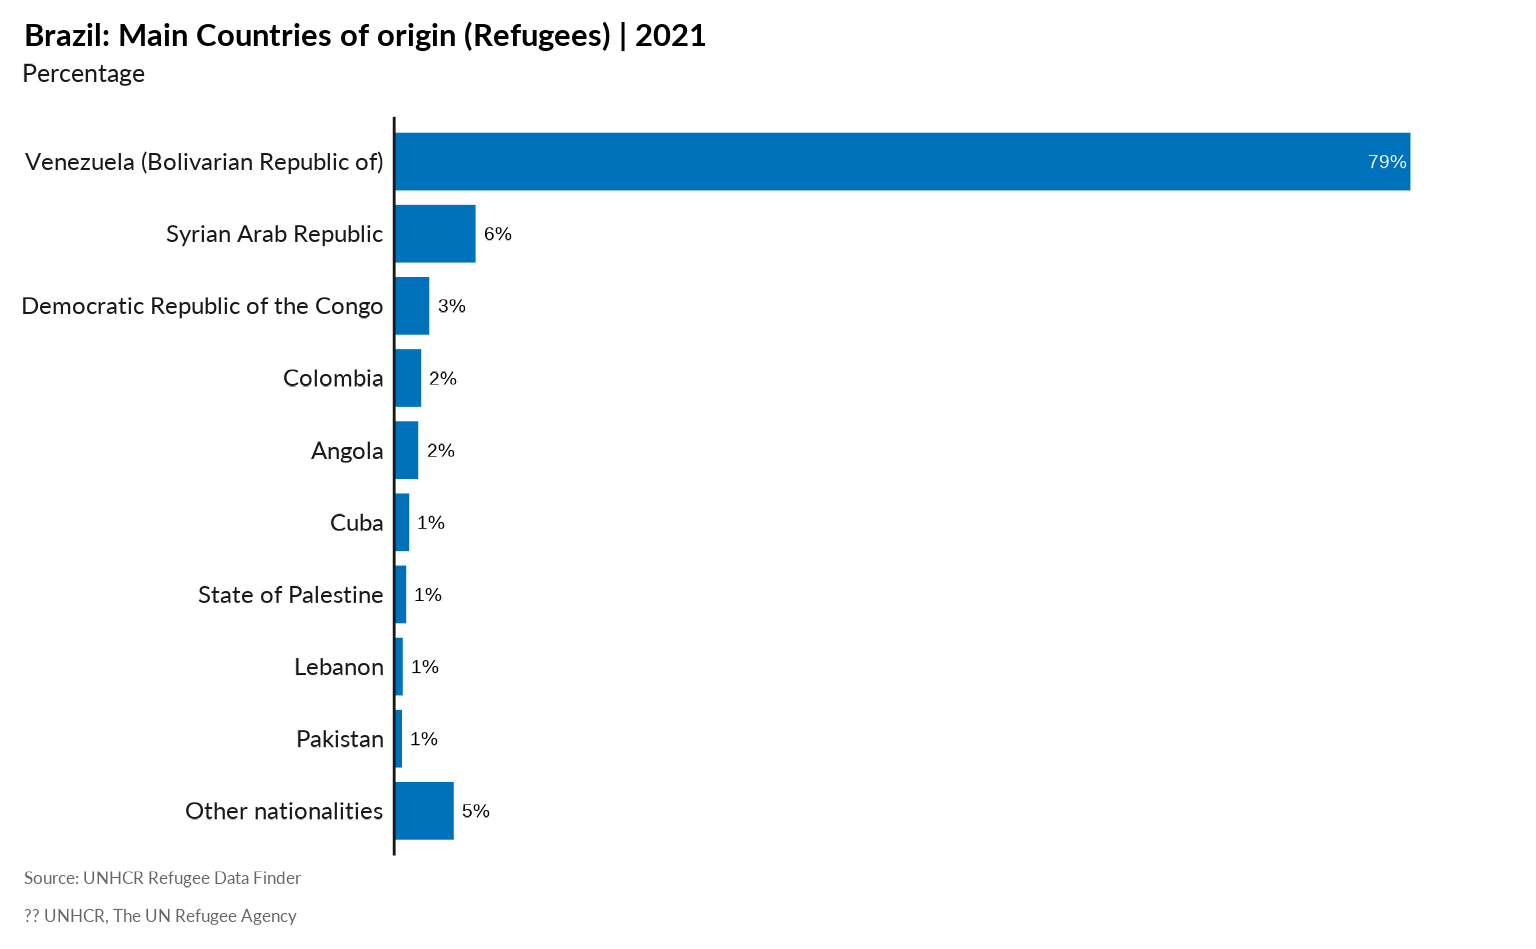 Brazil: Main Countries of origin (Refugees) | 2021
Percentage
Venezuela (Bolivarian Republic of) 79%
Syrian Arab Republic 6%
Democratic Republic of the Congo 3%
Colombia 2%
Angola 2%
Cuba 1%
State of Palestine 1%
Lebanon 1%
Pakistan 1%
Other nationalities 5%
Source: UNHCR Refugee Data Finder
?? UNHCR, The UN Refugee Agency